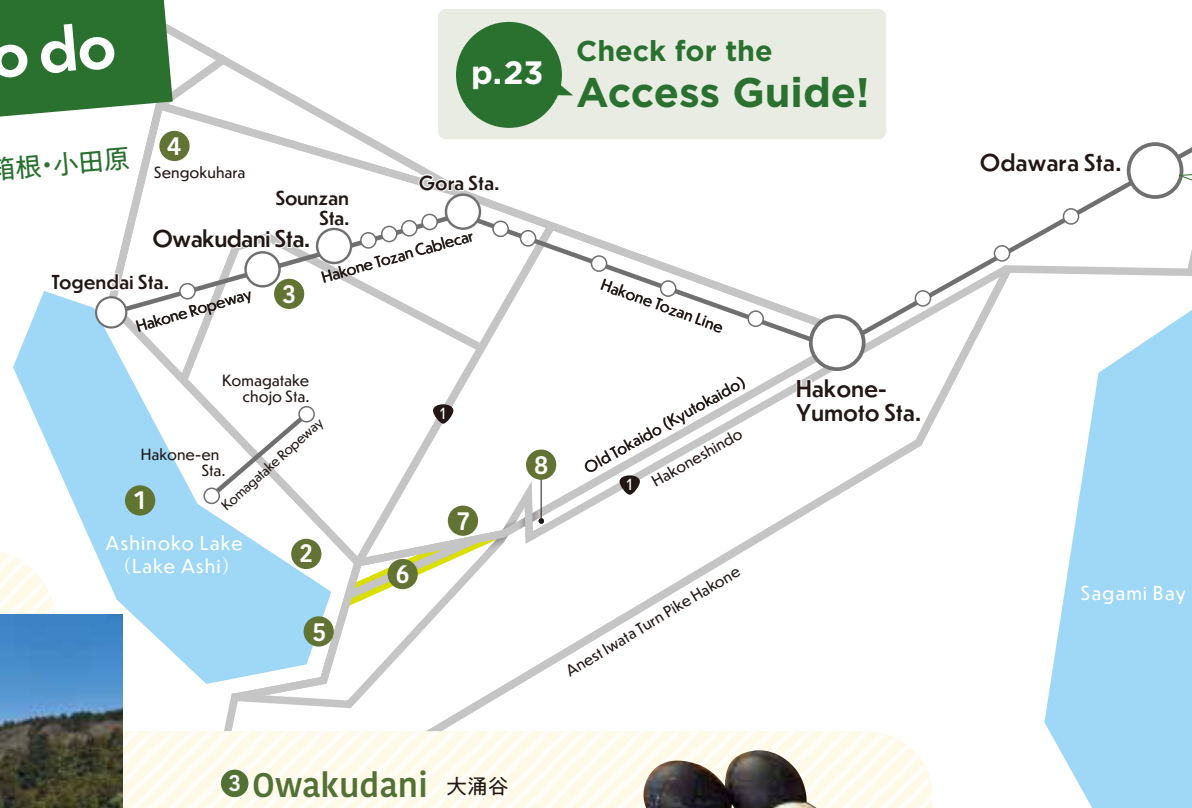 o do
箱根・小田原
p.23
Check for the
Access Guide!
4
Sengokuhara
Gora Sta.
Odawara Sta.
Sounzan
Sta.
Owakudani Sta.
Hakone Tozan Cablecar
Togendai Sta.
Hakone Ropeway
3
Hakone Tozan Line
Komagatake
chojo Sta.
Hakone-
Yumoto Sta.
1
Old Tokaido (Kyutokaido)
Hakone-en
Sta.
Komagatake Ropeway
8
1
Hakoneshindo
1
Ashinoko Lake
(Lake Ashi)
7
2
6
5
Anest Iwata Turn Pike Hakone
Sagami Bay
3 Owakudani 大涌谷